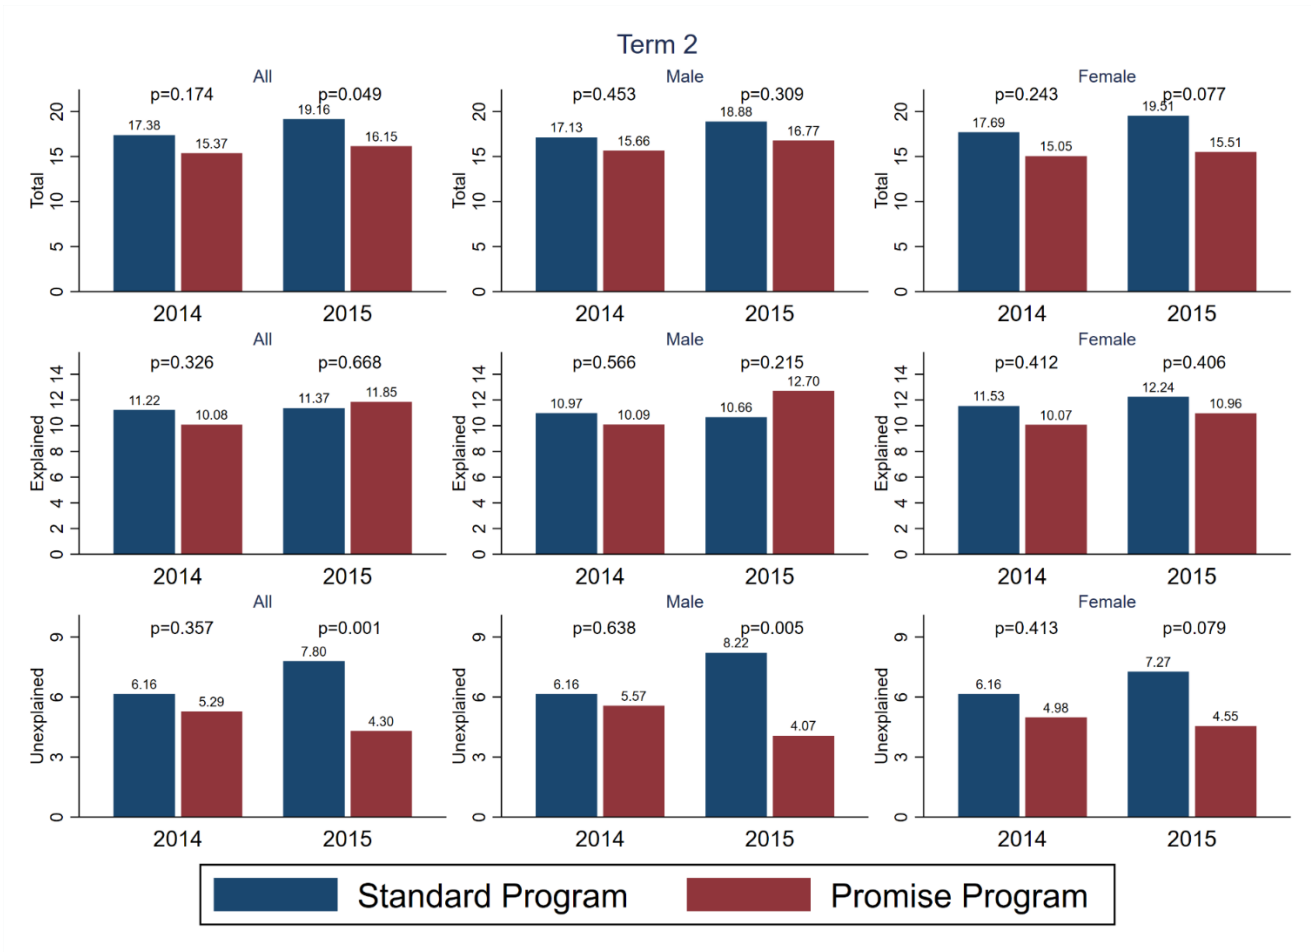 Term 2
All
p=0.174 p=0.049
17.38 15.37 19.16 16.15
Total
0 5 10 15 20
2014 2015
Male
p=0.453 p=0.309
17.13 15.66 18.88 16.77
Total
0 5 10 15 20
2014 2015
Female
p=0.243 p=0.077
17.69 15.05 19.51 15.51
Total
0 5 10 15 20
2014 2015
All
p=0.326 p=0.668
11.22 10.08 11.37 11.85
Explained
0 2 4 6 8 10 12 14
2014 2015
Male
p=0.566 p=0.215
10.97 10.09 10.66 12.70
Explained
0 2 4 6 8 10 12 14
2014 2015
Female
p=0.412 p=0.406
11.53 10.07 12.24 10.96
Explained
0 2 4 6 8 10 12 14
2014 2015
All
p=0.357 p=0.001
6.16 5.29 7.80 4.30
Unexplained
0 3 6 9
2014 2015
Male
p=0.638 p=0.005
6.16 5.57 8.22 4.07
Unexplained
0 3 6 9
2014 2015
Female
p=0.413 p=0.079
6.16 4.98 7.27 4.55
Unexplained
0 3 6 9
2014 2015
Standard Program Promise Program